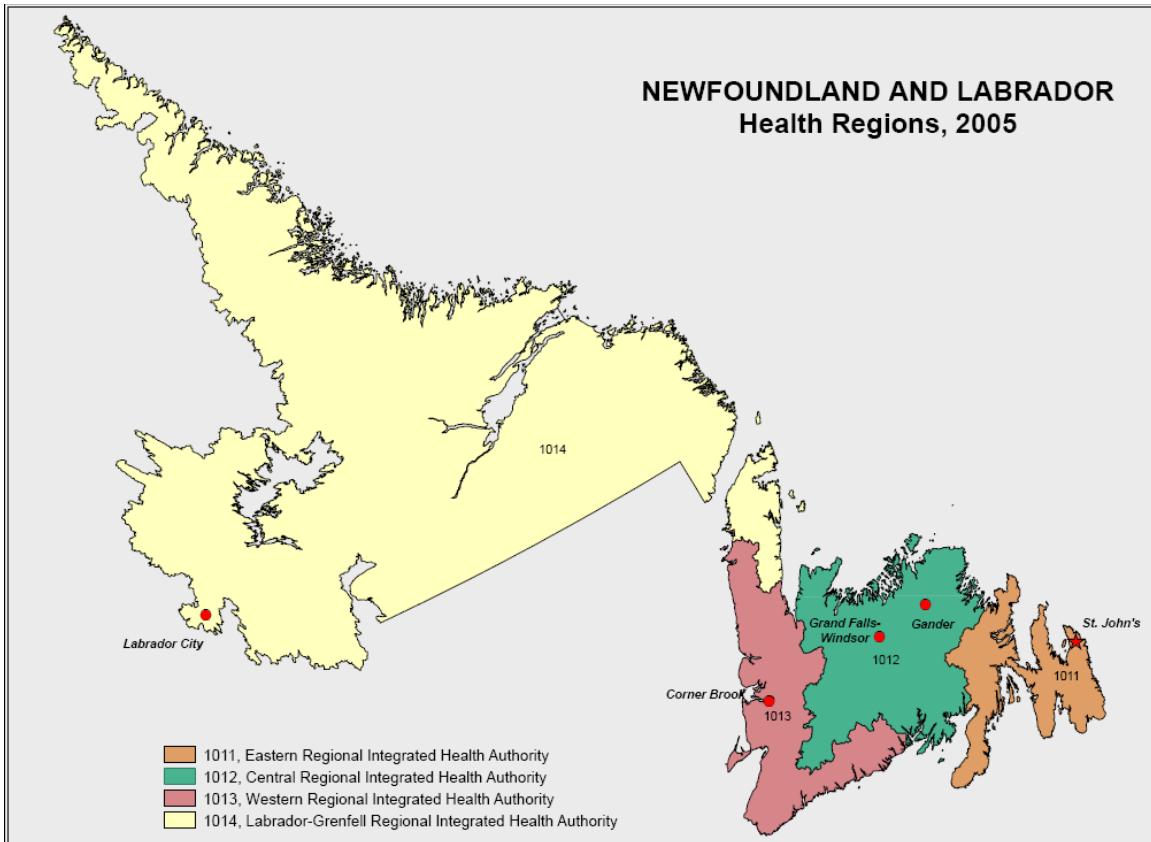 NEWFOUNDLAND AND LABRADOR
Health Regions, 2005
1014
Labrador City
Grand Falls-
Windsor
Gander
St. John's
1012
1011
Corner Brook
1013
1011, Eastern Regional Integrated Health Authority
1012, Central Regional Integrated Health Authority
1013, Western Regional Integrated Health Authority
1014, Labrador-Grenfell Regional Integrated Health Authority